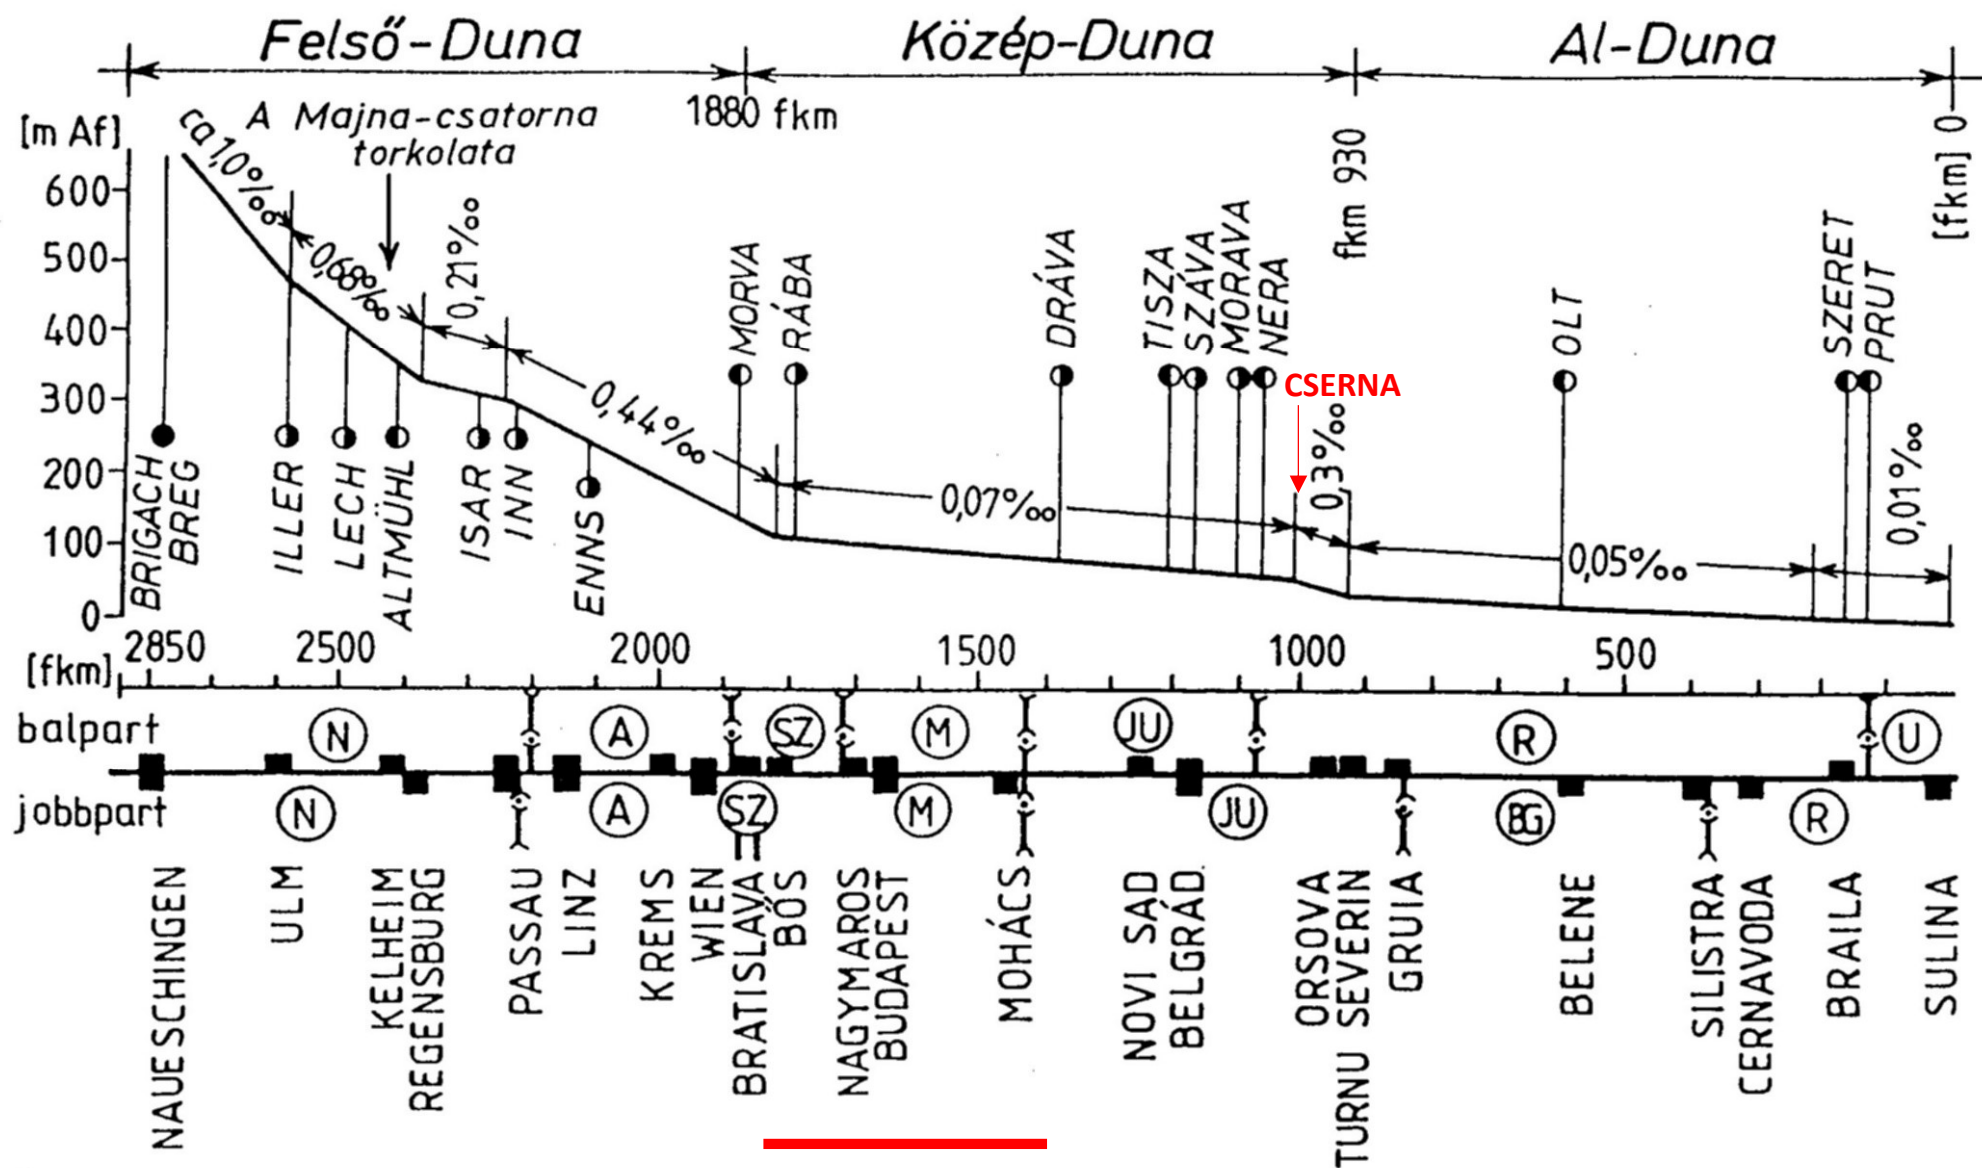 Felső-Duna
Közép-Duna
Al-Duna
1880 fkm
fkm 930
[fkm] 0
A Majna-csatorna
torkolata
[m Af]
600
500
400
300
200
100
0
ca 1,0‰
0,68‰
0,21‰
0,44‰
0,07‰
0,3‰
0,05‰
0,01‰
BRIGACH
BREG
ILLER
LECH
ALTMÜHL
ISAR
INN
ENNS
MORVA
RÁBA
DRÁVA
TISZA
SZÁVA
MORAVA
NERA
CSERNA
OLT
SZERET
PRUT
2850
2500
2000
1500
1000
500
[fkm]
balpart
N
A
SZ
M
JU
R
U
jobbpart
N
A
SZ
M
JU
BG
R
NAUESCHINGEN
ULM
KELHEIM
REGENSBURG
PASSAU
LINZ
KREMS
WIEN
BRATISLAVA
BŐS
NAGYMAROS
BUDAPEST
MOHÁCS
NOVI SAD
BELGRÁD.
ORSOVA
TURNU SEVERIN
GRUIA
BELENE
SILISTRA
CERNAVODA
BRAILA
SULINA